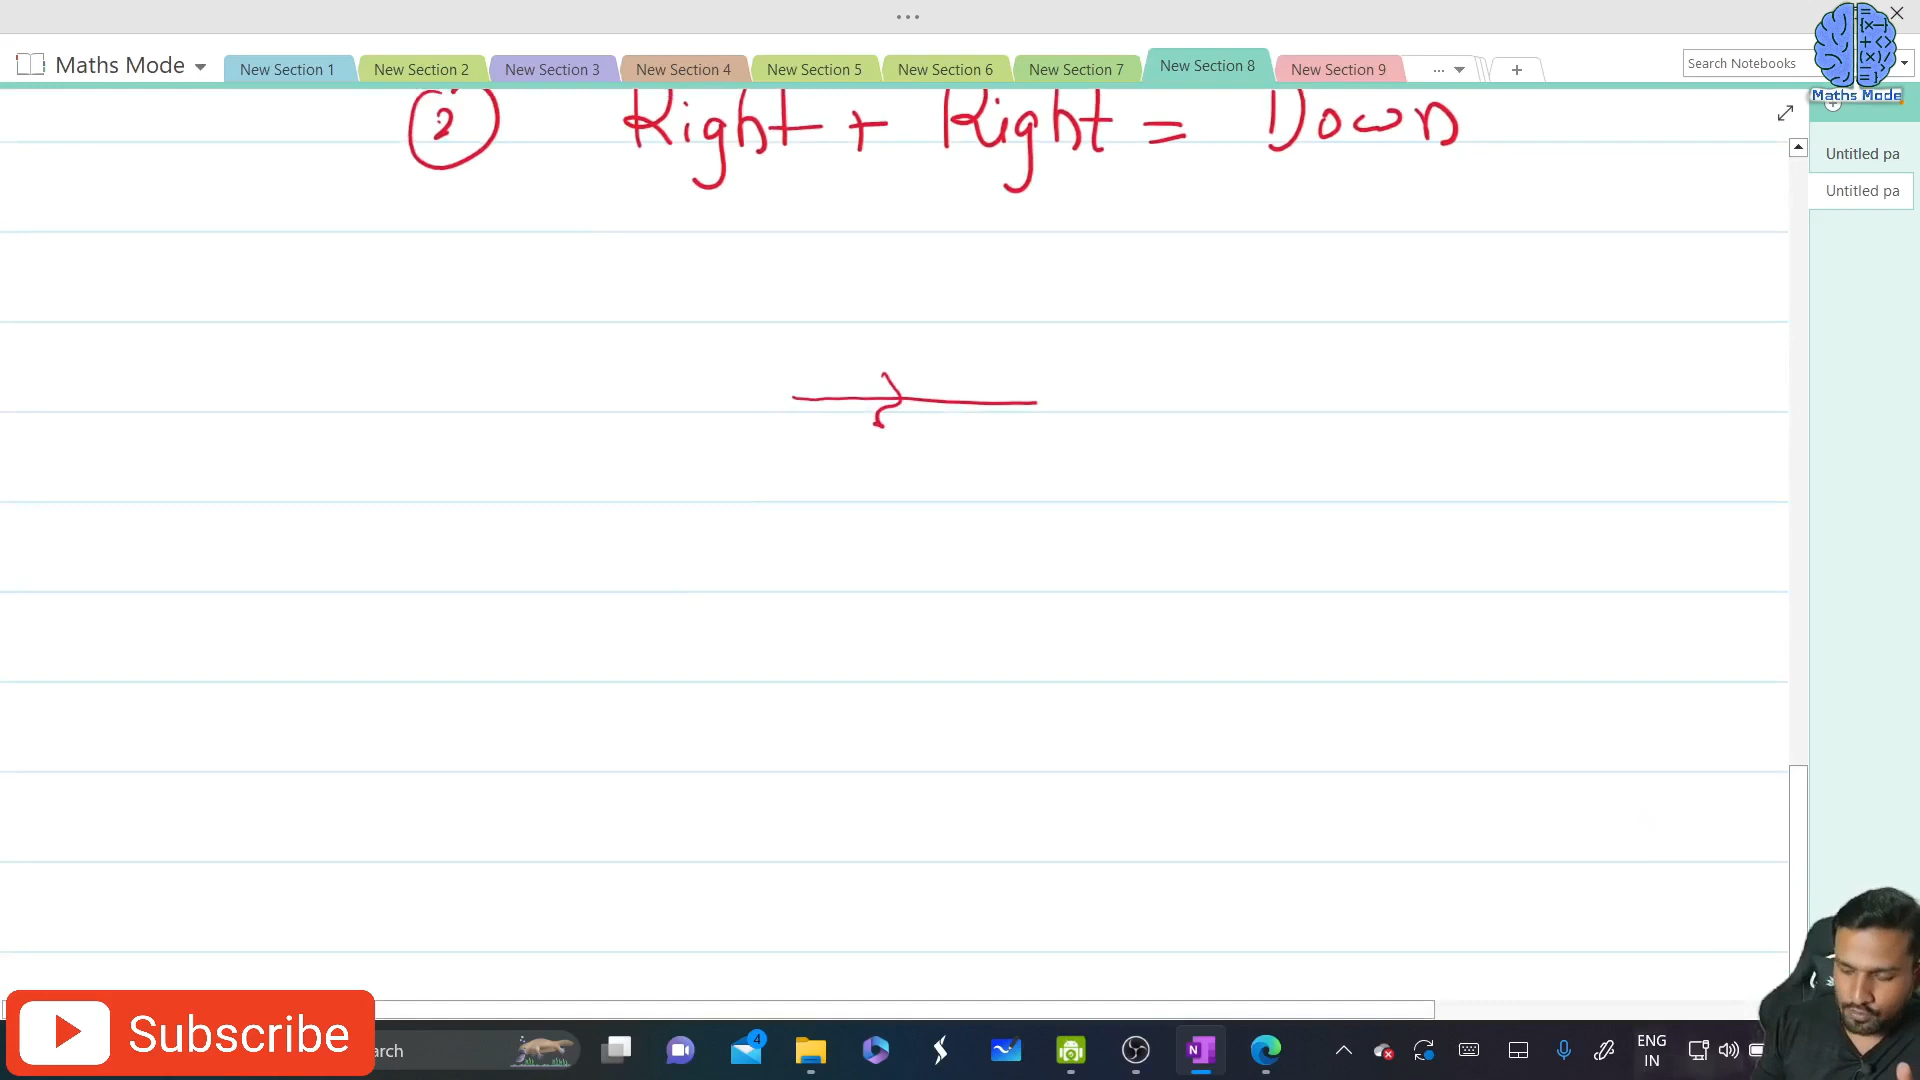 Maths Mode
New Section 1
New Section 2
New Section 3
New Section 4
New Section 5
New Section 6
New Section 7
New Section 8
New Section 9
...
Search Notebooks
Maths Mode
② Right + Right = Down
Untitled pa
Untitled pa
Subscribe
arch
4
ENG
IN